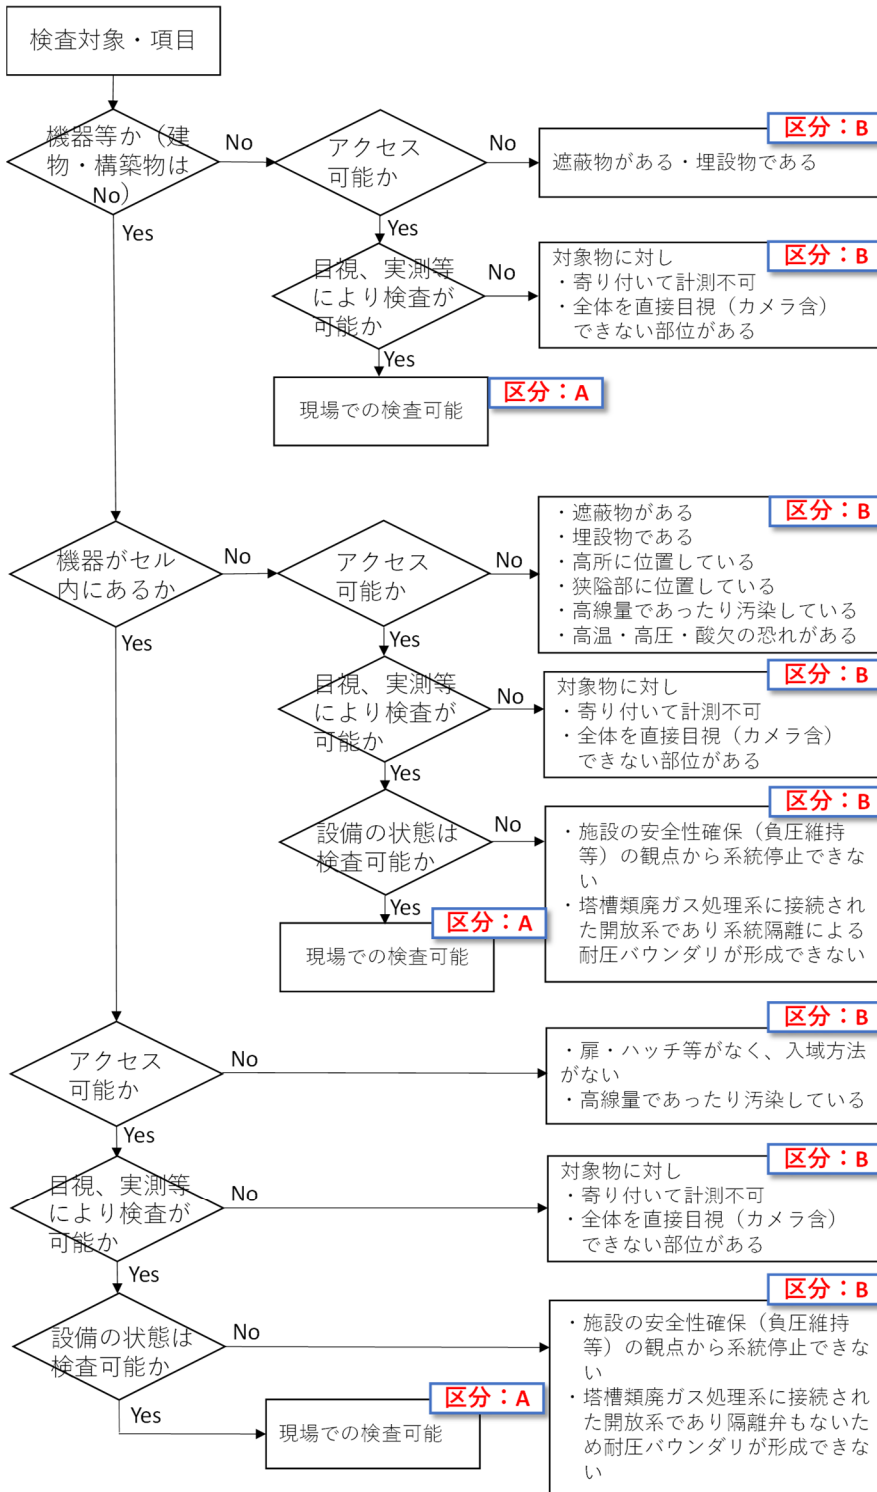 検査対象・項目
機器等か（建
物・構築物は
No）
No
アクセス
可能か
No
区分：B
遮蔽物がある・埋設物である
Yes
Yes
目視、実測等
により検査が
可能か
No
区分：B
対象物に対し
・寄り付いて計測不可
・全体を直接目視（カメラ含）
できない部位がある
Yes
区分：A
現場での検査可能
機器がセル
内にあるか
No
アクセス
可能か
No
区分：B
・遮蔽物がある
・埋設物である
・高所に位置している
・狭隘部に位置している
・高線量であったり汚染している
・高温・高圧・酸欠の恐れがある
Yes
Yes
目視、実測等
により検査が
可能か
No
区分：B
対象物に対し
・寄り付いて計測不可
・全体を直接目視（カメラ含）
できない部位がある
Yes
設備の状態は
検査可能か
No
区分：B
・施設の安全性確保（負圧維持
等）の観点から系統停止できな
い
・塔槽類廃ガス処理系に接続され
た開放系であり系統隔離による
耐圧バウンダリが形成できない
Yes
区分：A
現場での検査可能
アクセス
可能か
No
区分：B
・扉・ハッチ等がなく、入域方法
がない
・高線量であったり汚染している
Yes
目視、実測等
により検査が
可能か
No
区分：B
対象物に対し
・寄り付いて計測不可
・全体を直接目視（カメラ含）
できない部位がある
Yes
設備の状態は
検査可能か
No
区分：B
・施設の安全性確保（負圧維持
等）の観点から系統停止できな
い
・塔槽類廃ガス処理系に接続され
た開放系であり隔離弁もないた
め耐圧バウンダリが形成できな
い
Yes
区分：A
現場での検査可能